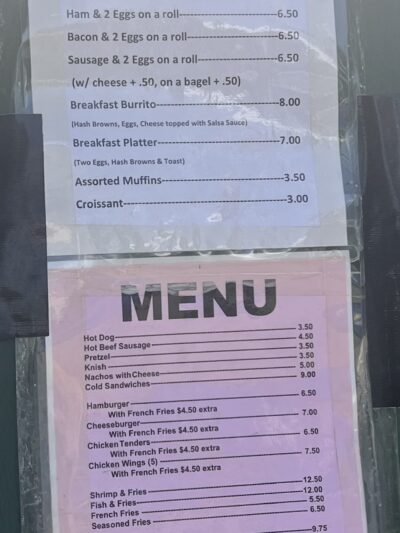 Ham & 2 Eggs on a roll-----------------------6.50
Bacon & 2 Eggs on a roll---------------------6.50
Sausage & 2 Eggs on a roll------------------6.50
(w/ cheese + .50, on a bagel + .50)
Breakfast Burrito----------------------------8.00
(Hash Browns, Eggs, Cheese topped with Salsa Sauce)
Breakfast Platter----------------------------7.00
(Two Eggs, Hash Browns & Toast)
Assorted Muffins----------------------------3.50
Croissant------------------------------------3.00
MENU
Hot Dog 3.50
Hot Beef Sausage 4.50
Pretzel 3.50
Knish 3.50
Nachos with Cheese 5.00
Cold Sandwiches 9.00
Hamburger 6.50
With French Fries $4.50 extra
Cheeseburger 7.00
With French Fries $4.50 extra
Chicken Tenders 6.50
With French Fries $4.50 extra
Chicken Wings (5) 7.50
With French Fries $4.50 extra
Shrimp & Fries 12.50
Fish & Fries 12.00
French Fries 5.50
Seasoned Fries 6.50
9.75